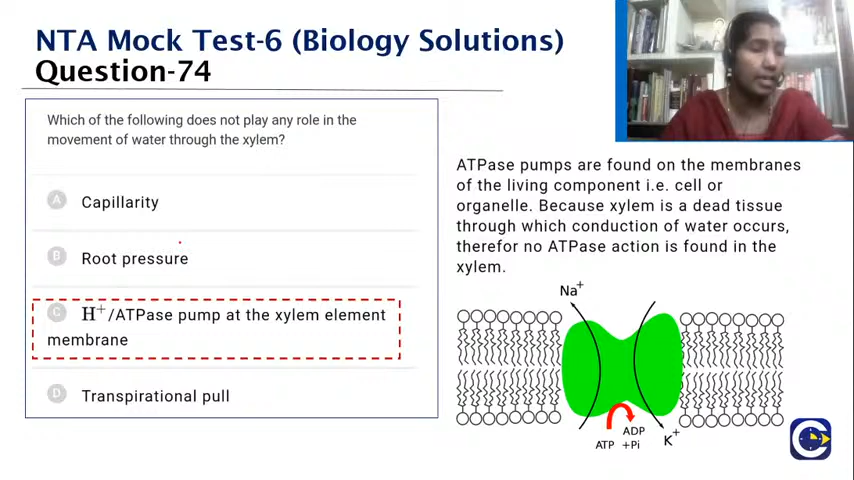 NTA Mock Test-6 (Biology Solutions)
Question-74
Which of the following does not play any role in the
movement of water through the xylem?
A Capillarity
B Root pressure
C H⁺/ATPase pump at the xylem element
membrane
D Transpirational pull
ATPase pumps are found on the membranes
of the living component i.e. cell or
organelle. Because xylem is a dead tissue
through which conduction of water occurs,
therefor no ATPase action is found in the
xylem.
Na⁺
ATP
ADP
+Pi
K⁺